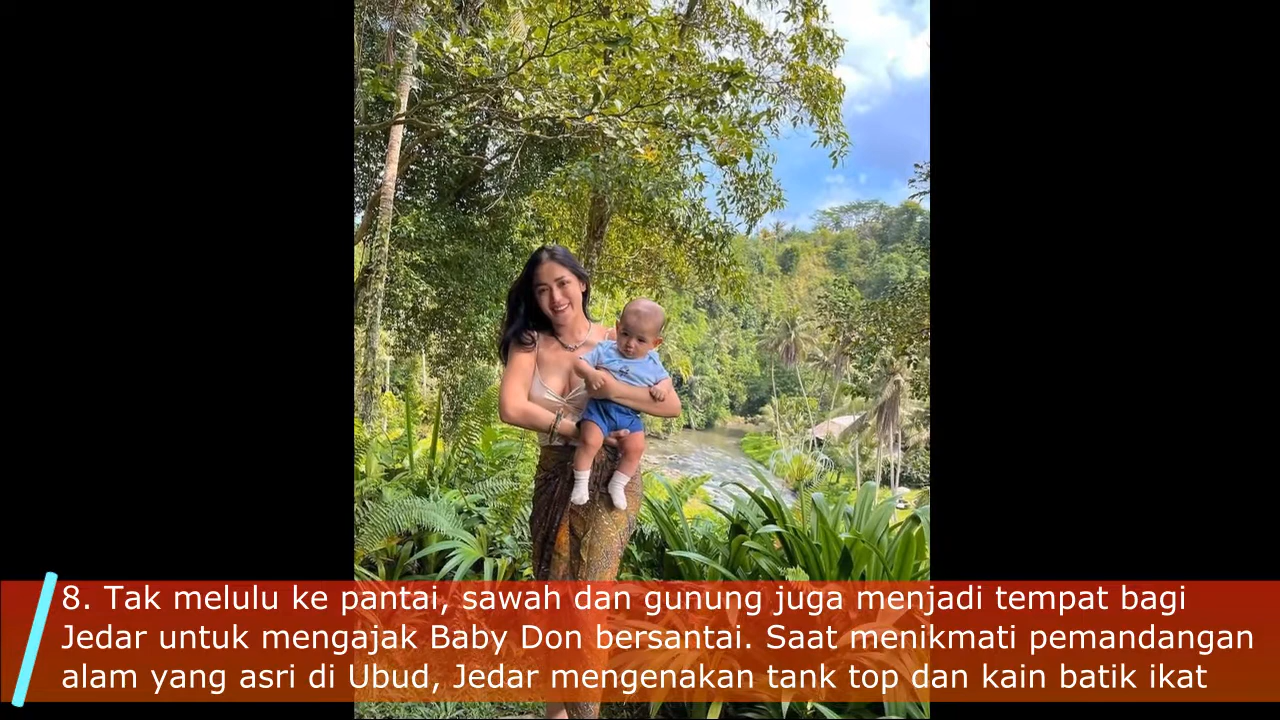 8. Tak melulu ke pantai, sawah dan gunung juga menjadi tempat bagi
Jedar untuk mengajak Baby Don bersantai. Saat menikmati pemandangan
alam yang asri di Ubud, Jedar mengenakan tank top dan kain batik ikat